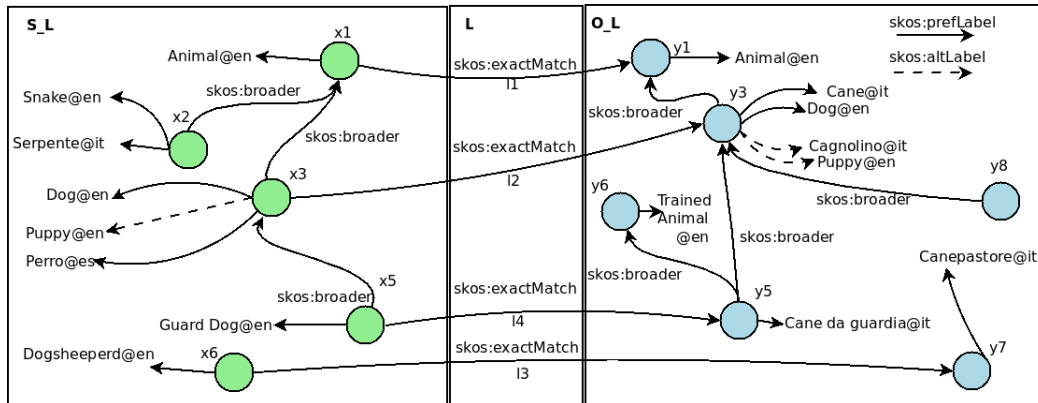 S_L
L
O_L
skos:prefLabel
skos:altLabel
x1
Animal@en
skos:exactMatch
l1
y1
Animal@en
Snake@en
skos:broader
x2
Serpente@it
skos:broader
skos:broader
y3
Cane@it
Dog@en
Cagnolino@it
Puppy@en
skos:exactMatch
l2
x3
Dog@en
Puppy@en
Perro@es
y6
Trained
Animal
@en
y8
skos:broader
skos:broader
skos:broader
Canepastore@it
x5
skos:broader
Guard Dog@en
skos:exactMatch
l4
y5
Cane da guardia@it
Dogsheeperd@en
x6
skos:exactMatch
l3
y7